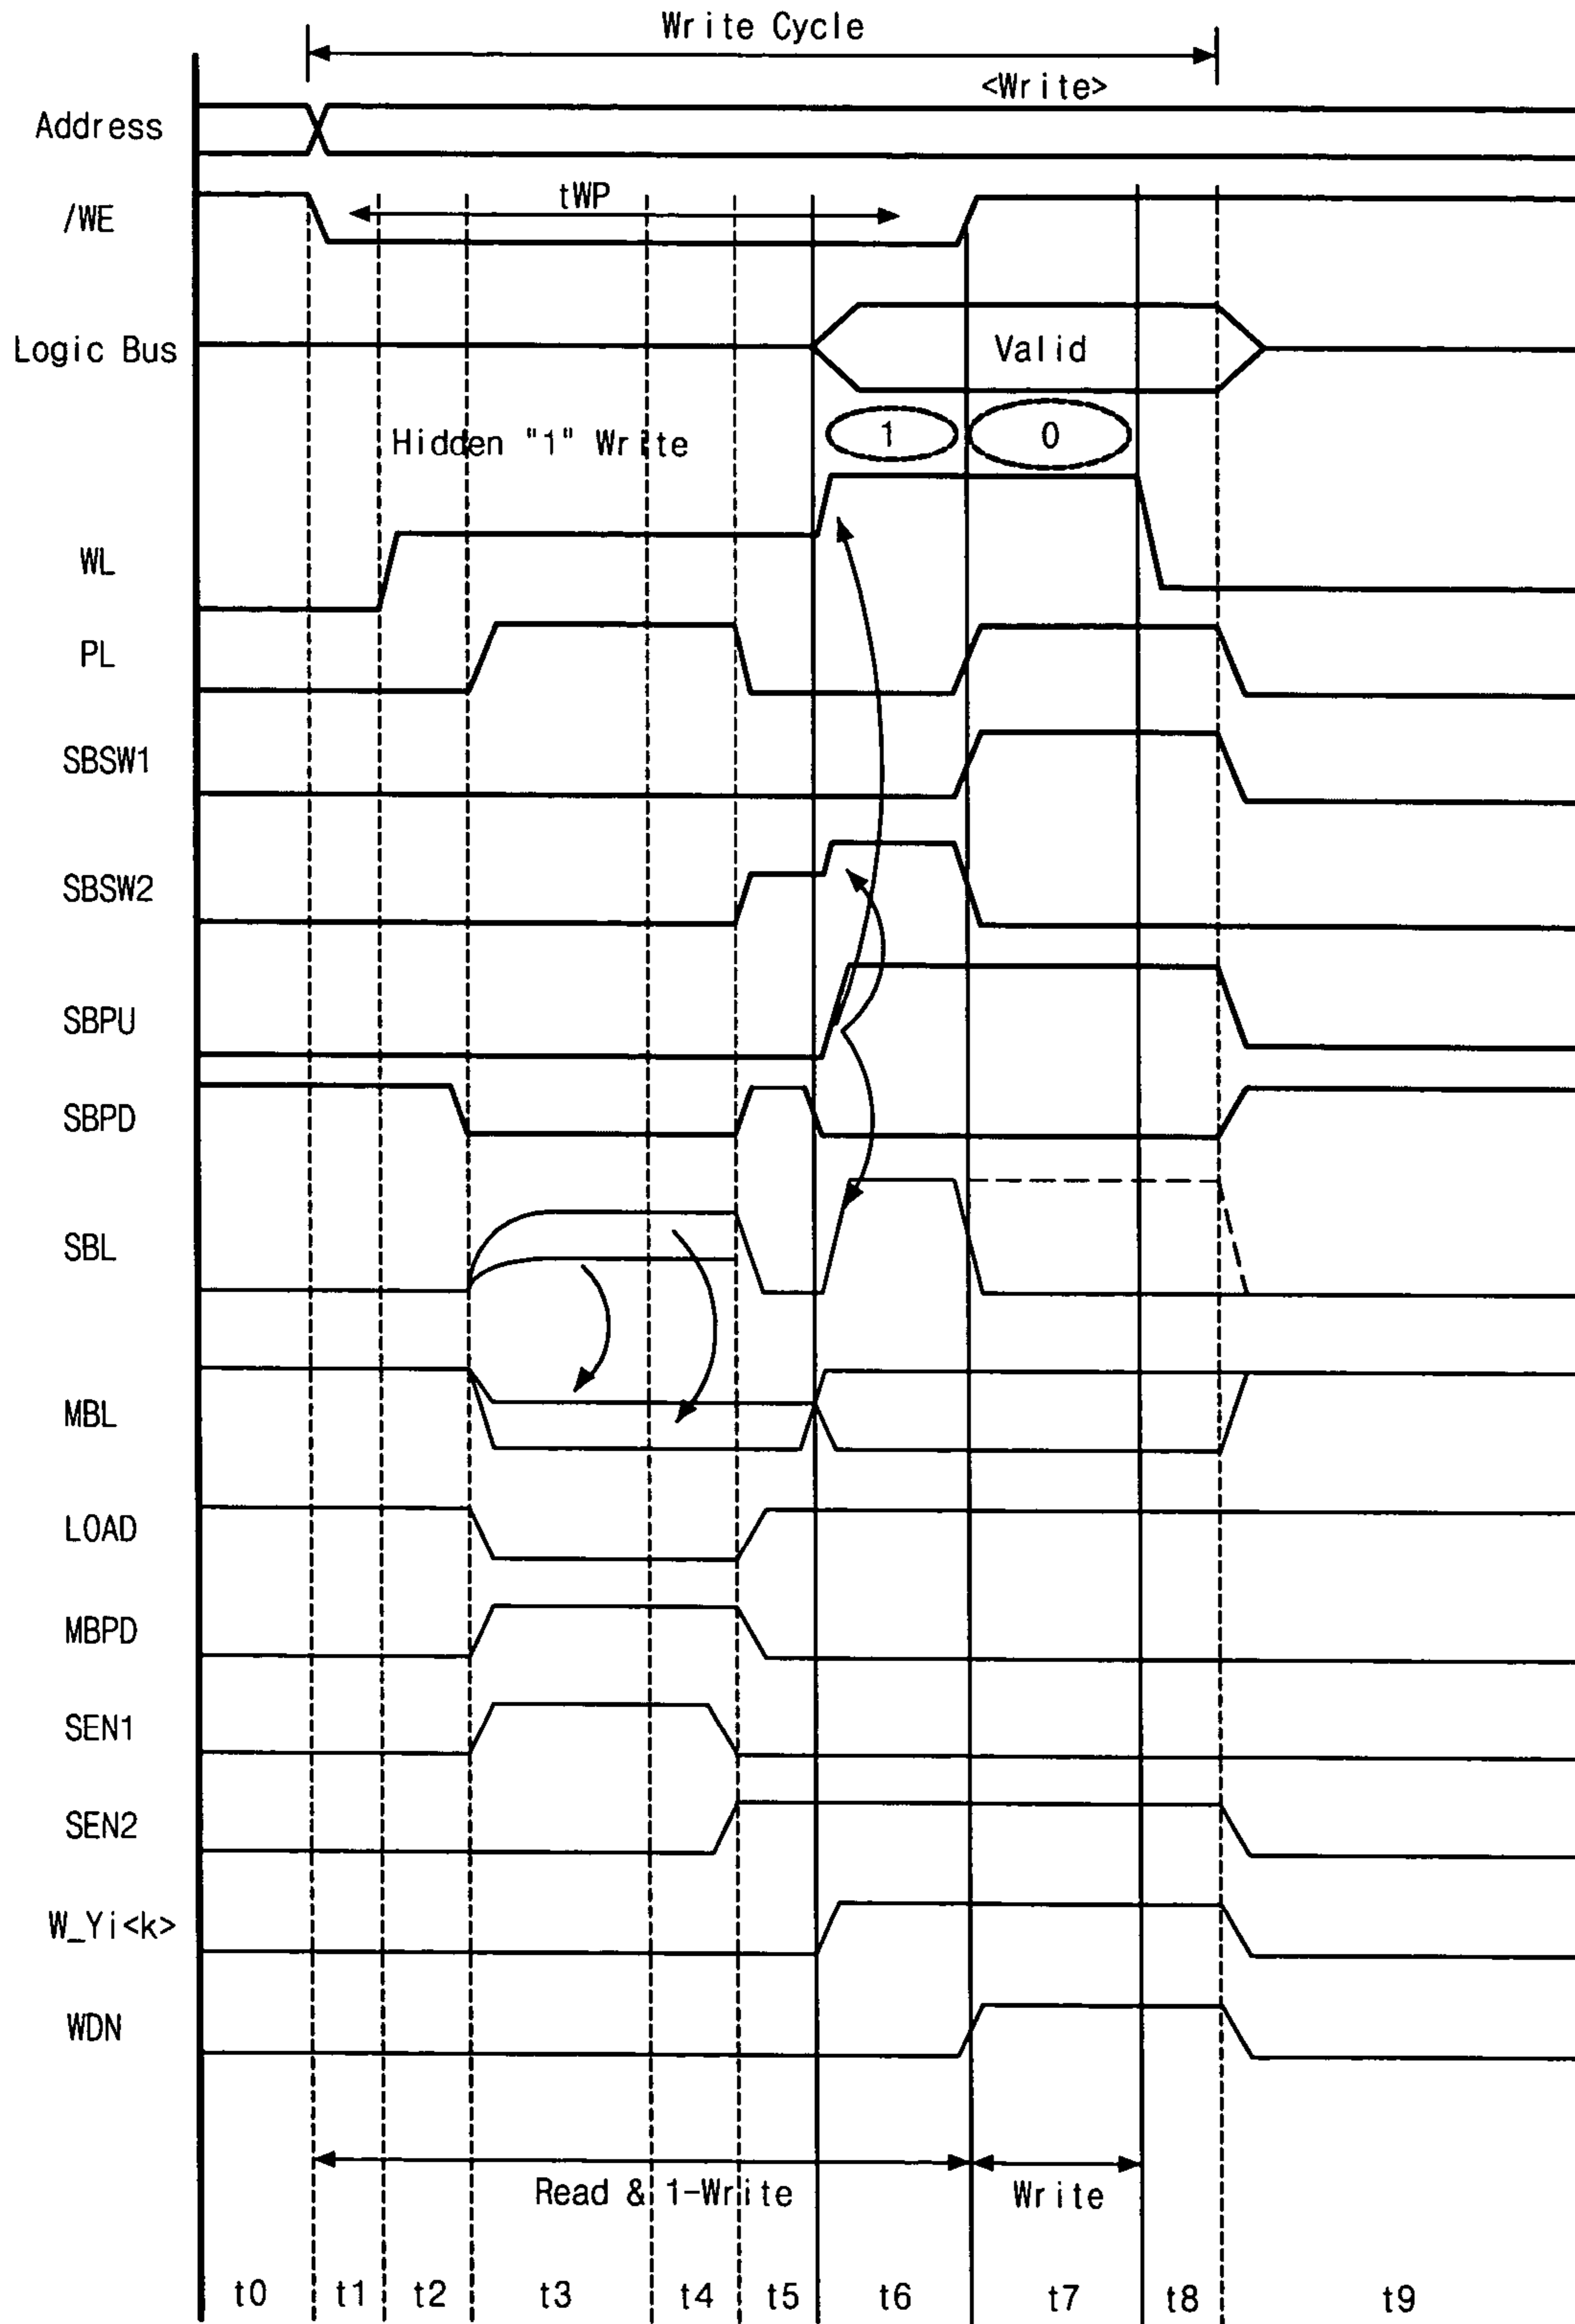 Write Cycle
<Write>
Address
tWP
/WE
Logic Bus
Valid
Hidden "1" Write
1
0
WL
PL
SBSW1
SBSW2
SBPU
SBPD
SBL
MBL
LOAD
MBPD
SEN1
SEN2
W_Yi<k>
WDN
Read & 1-Write
Write
t0 t1 t2 t3 t4 t5 t6 t7 t8 t9